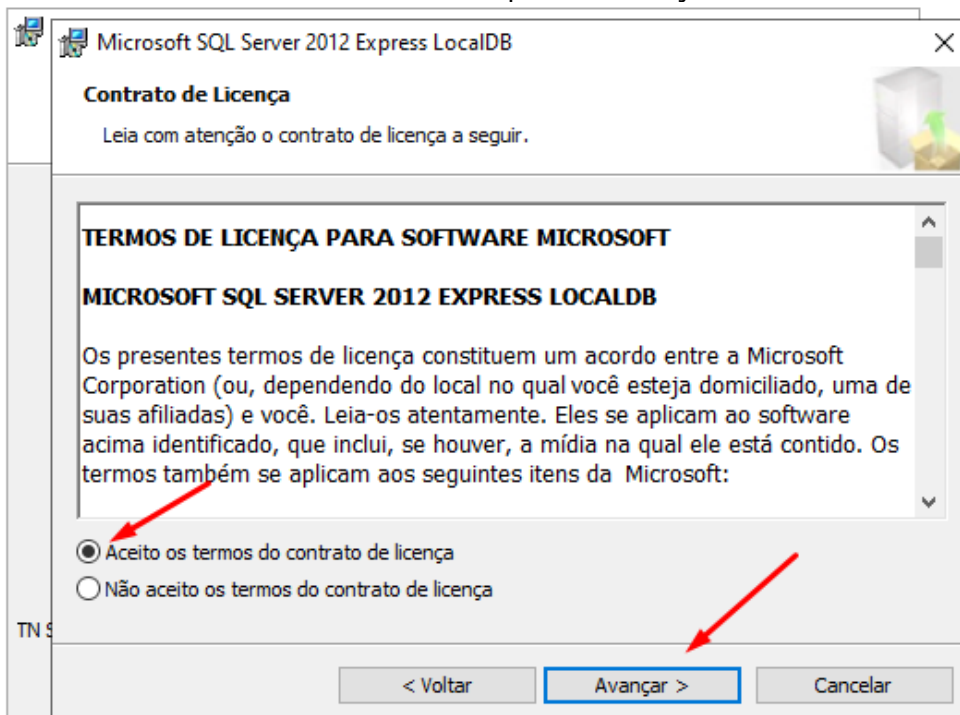 Microsoft SQL Server 2012 Express LocalDB
Contrato de Licença
Leia com atenção o contrato de licença a seguir.
TERMOS DE LICENÇA PARA SOFTWARE MICROSOFT
MICROSOFT SQL SERVER 2012 EXPRESS LOCALDB
Os presentes termos de licença constituem um acordo entre a Microsoft
Corporation (ou, dependendo do local no qual você esteja domiciliado, uma de
suas afiliadas) e você. Leia-os atentamente. Eles se aplicam ao software
acima identificado, que inclui, se houver, a mídia na qual ele está contido. Os
termos também se aplicam aos seguintes itens da  Microsoft:
Aceito os termos do contrato de licença
Não aceito os termos do contrato de licença
TN
< Voltar
Avançar >
Cancelar